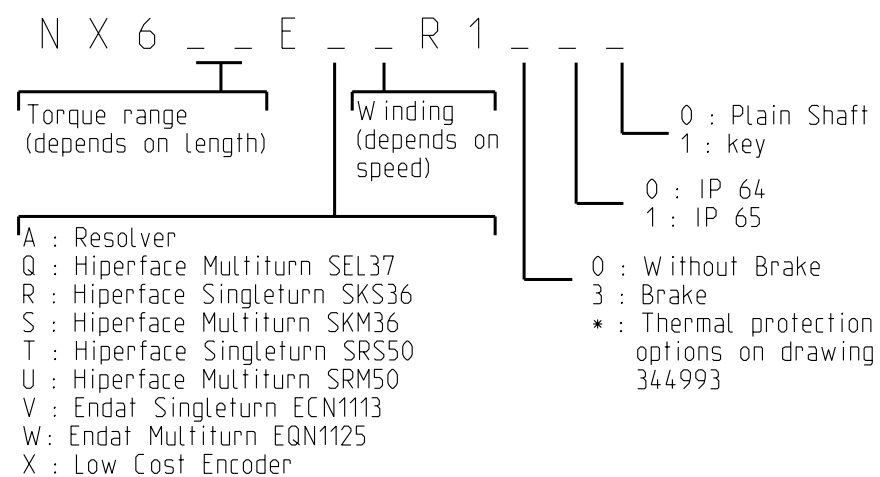 N X 6 _ _ E _ _ R 1 _ _ _
Torque range
(depends on length)
Winding
(depends on
speed)
0 : Plain Shaft
1 : key
0 : IP 64
1 : IP 65
A : Resolver
Q : Hiperface Multiturn SEL37
R : Hiperface Singleturn SKS36
S : Hiperface Multiturn SKM36
T : Hiperface Singleturn SRS50
U : Hiperface Multiturn SRM50
V : Endat Singleturn ECN1113
W: Endat Multiturn EQN1125
X : Low Cost Encoder
0 : Without Brake
3 : Brake
* : Thermal protection
options on drawing
344993